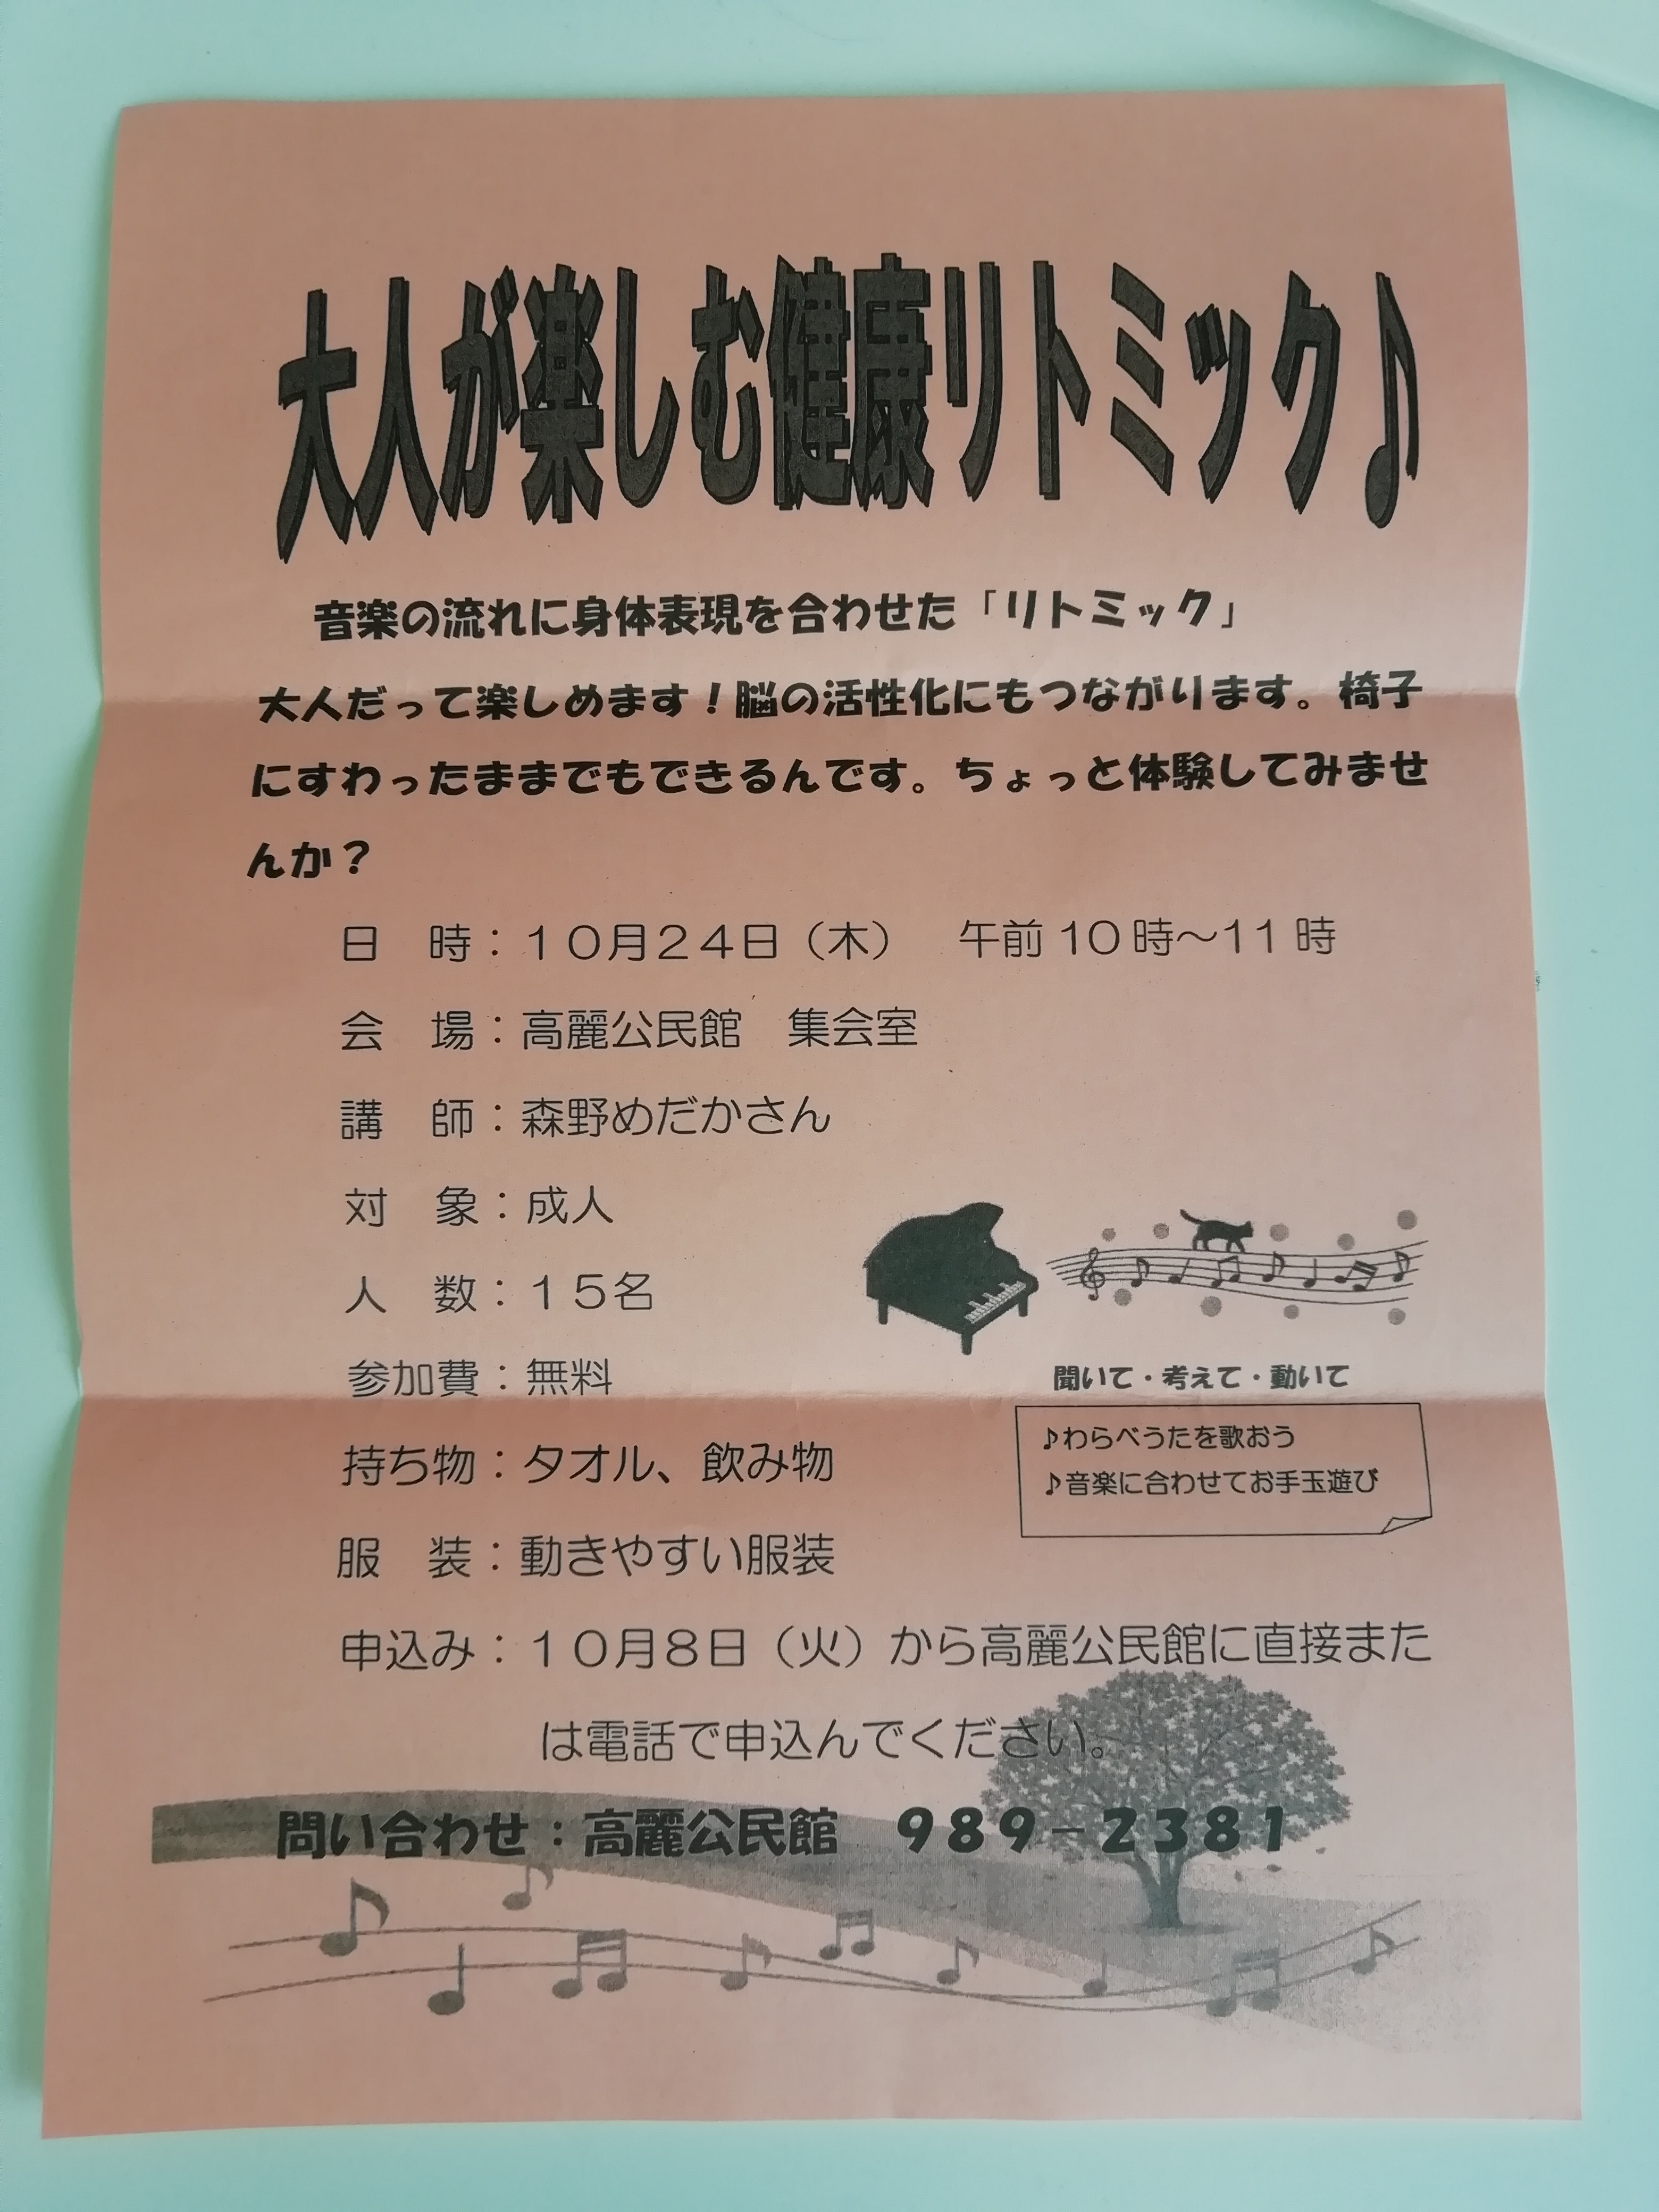 大人が楽しむ健康リトミック♪
音楽の流れに身体表現を合わせた「リトミック」
大人だって楽しめます！脳の活性化にもつながります。椅子
にすわったままでもできるんです。ちょっと体験してみませ
んか？
日　時：１０月２４日（木）　午前 10 時～11 時
会　場：高麗公民館　集会室
講　師：森野めだかさん
対　象：成人
人　数：１５名
参加費：無料
聞いて・考えて・動いて
♪わらべうたを歌おう
♪音楽に合わせてお手玉遊び
持ち物：タオル、飲み物
服　装：動きやすい服装
申込み：１０月８日（火）から高麗公民館に直接また
は電話で申込んでください。
問い合わせ：高麗公民館　９８９－２３８１